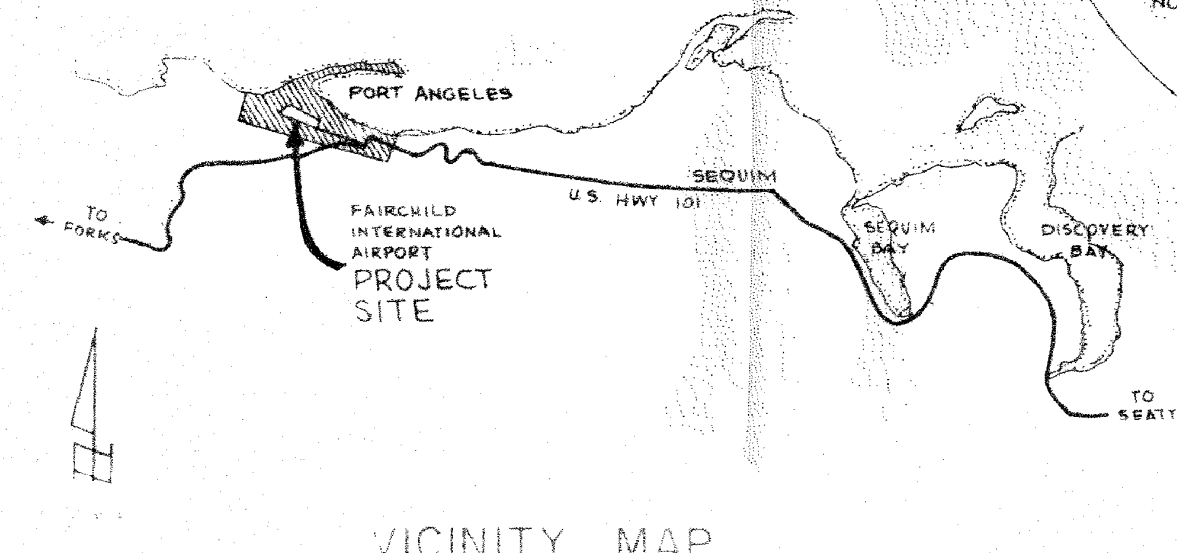 PORT ANGELES
SEQUIM
U.S. HWY 101
TO
FORKS
FAIRCHILD
INTERNATIONAL
AIRPORT
PROJECT
SITE
SEQUIM
BAY
DISCOVERY
BAY
TO
SEATT
VICINITY MAP